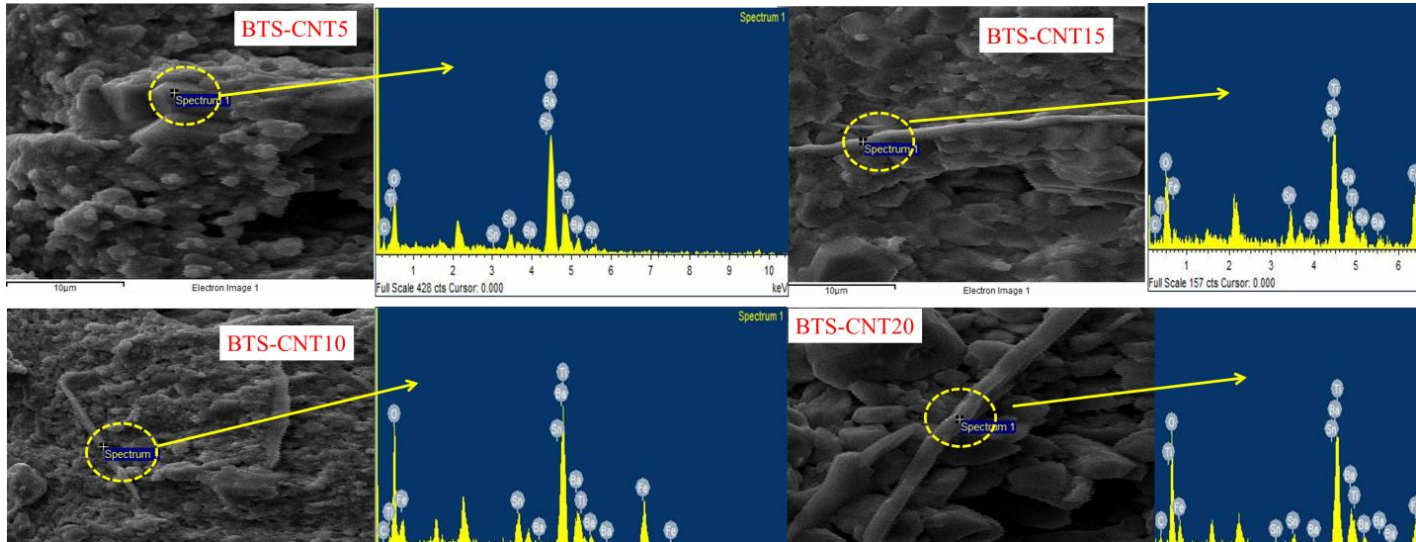 BTS-CNT5
Spectrum 1
10µm
Electron Image 1
Spectrum 1
C
O
Ti
Sn
Sn
Ba
Ti
Ba
Sn
Ba
Ti
Ba
Ba
1 2 3 4 5 6 7 8 9 10
Full Scale 428 cts Cursor: 0.000
keV
BTS-CNT15
Spectrum 1
10µm
Electron Image 1
O
Fe
Ti
C
Sn
Ba
Ti
Ba
Sn
Ba
Ti
Ba
Ba
1 2 3 4 5 6
Full Scale 157 cts Cursor: 0.000
BTS-CNT10
Spectrum
Spectrum 1
O
Fe
Ti
C
Sn
Ba
Ti
Ba
Sn
Ba
Ti
Ba
Ba
Fe
Fe
BTS-CNT20
Spectrum 1
O
Ti
Fe
C
Sn
Sn
Ba
Ti
Ba
Sn
Ba
Ti
Ba
Ba
Ba